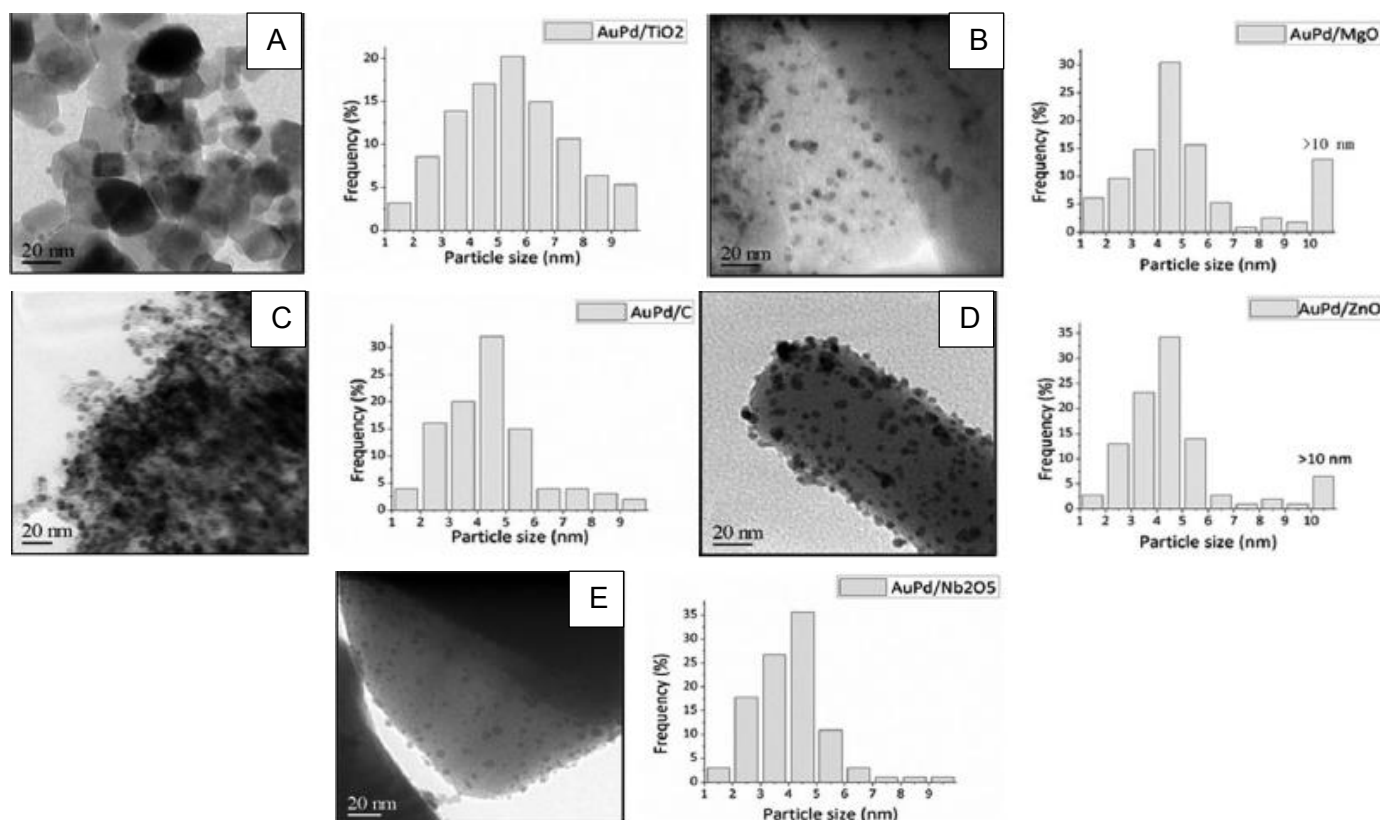 A
20 nm
AuPd/TiO2
20
15
10
5
0
Frequency (%)
1 2 3 4 5 6 7 8 9
Particle size (nm)
B
20 nm
AuPd/MgO
30
25
20
15
10
5
0
Frequency (%)
>10 nm
1 2 3 4 5 6 7 8 9 10
Particle size (nm)
C
20 nm
AuPd/C
30
25
20
15
10
5
0
Frequency (%)
1 2 3 4 5 6 7 8 9
Particle size (nm)
D
20 nm
AuPd/ZnO
35
30
25
20
15
10
5
0
Frequency (%)
>10 nm
1 2 3 4 5 6 7 8 9 10
Particle size (nm)
E
20 nm
AuPd/Nb2O5
35
30
25
20
15
10
5
0
Frequency (%)
1 2 3 4 5 6 7 8 9
Particle size (nm)